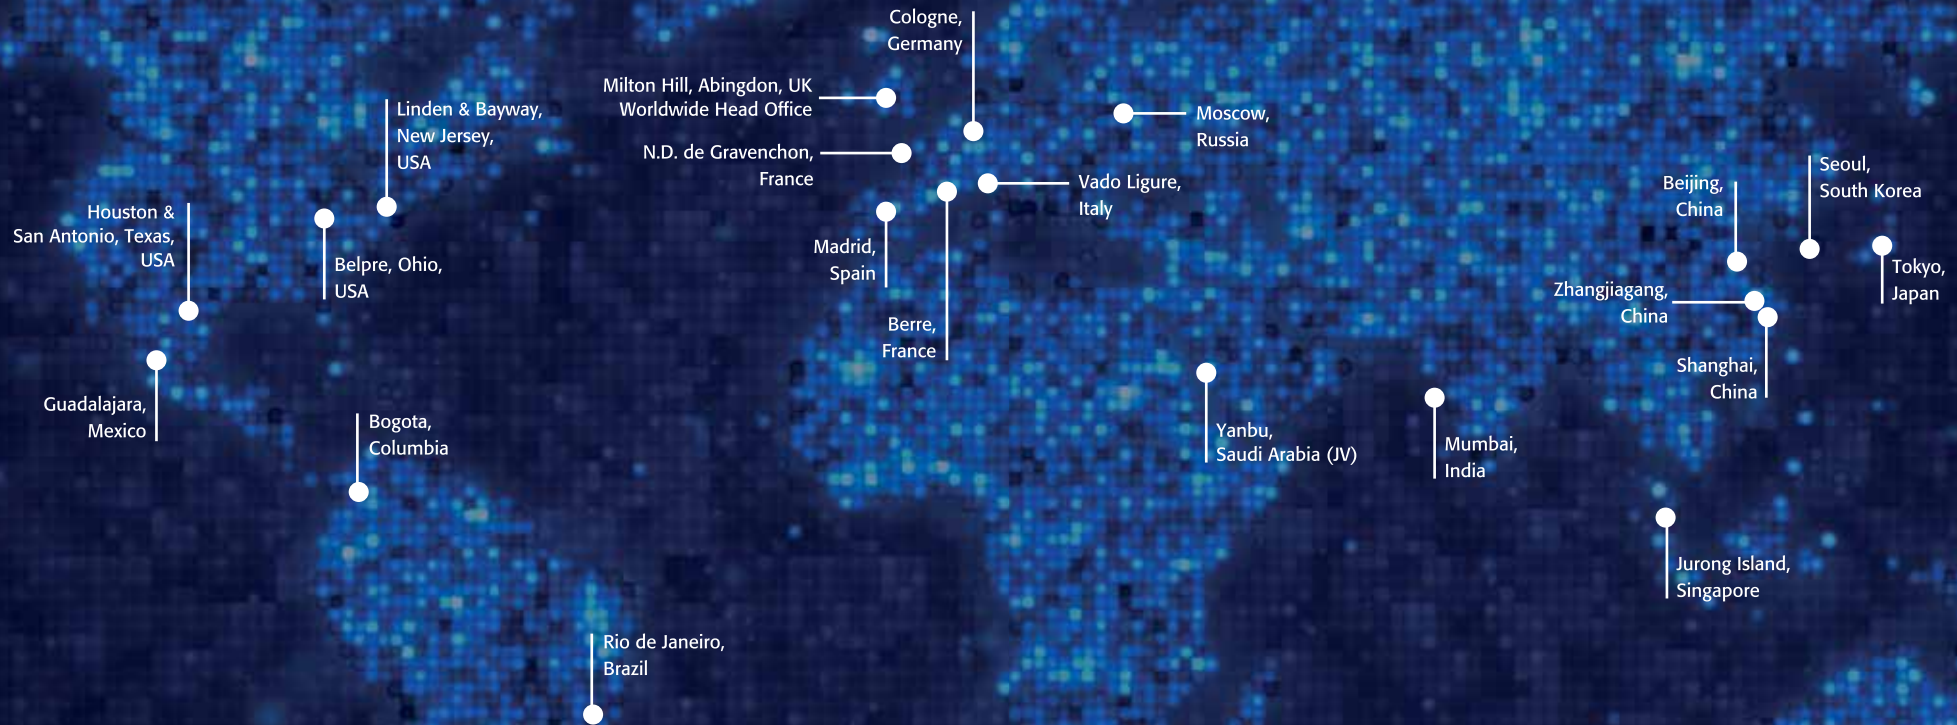 Cologne,
Germany
Milton Hill, Abingdon, UK
Worldwide Head Office
Linden & Bayway,
New Jersey,
USA
Moscow,
Russia
N.D. de Gravenchon,
France
Seoul,
South Korea
Vado Ligure,
Italy
Beijing,
China
Houston &
San Antonio, Texas,
USA
Madrid,
Spain
Belpre, Ohio,
USA
Tokyo,
Japan
Zhangjiagang,
China
Berre,
France
Shanghai,
China
Guadalajara,
Mexico
Bogota,
Columbia
Yanbu,
Saudi Arabia (JV)
Mumbai,
India
Jurong Island,
Singapore
Rio de Janeiro,
Brazil